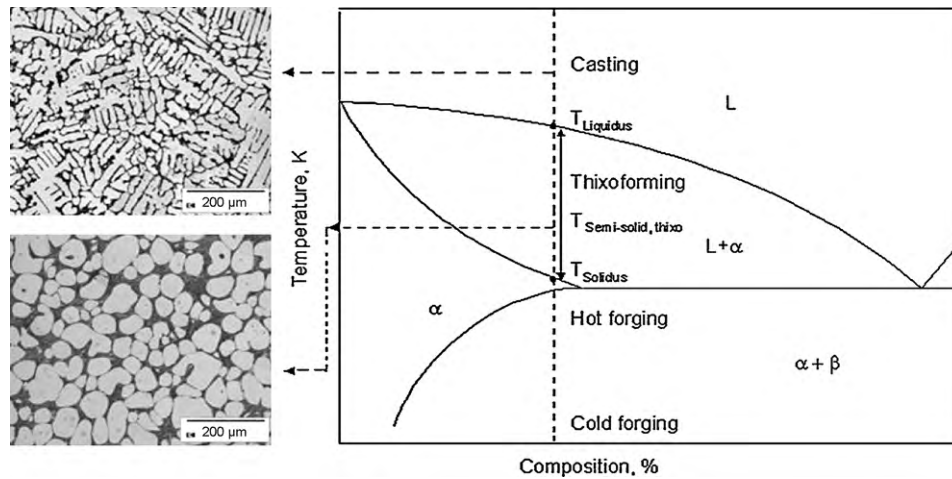 200 µm
200 µm
Temperature, K
Casting
L
TLiquidus
Thixoforming
TSemi-solid, thixo
L+α
TSolidus
α
Hot forging
α + β
Cold forging
Composition, %